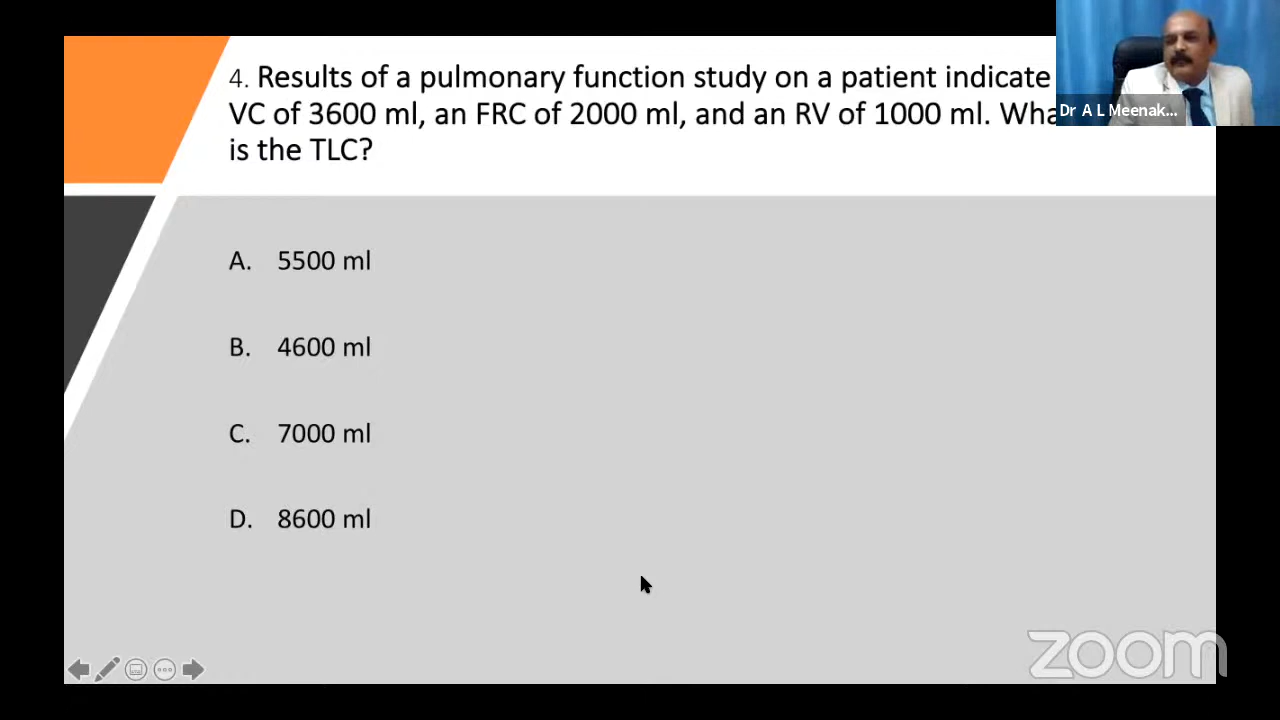 4. Results of a pulmonary function study on a patient indicate
VC of 3600 ml, an FRC of 2000 ml, and an RV of 1000 ml.
is the TLC?
Dr A L Meenak...
A. 5500 ml
B. 4600 ml
C. 7000 ml
D. 8600 ml
zoom